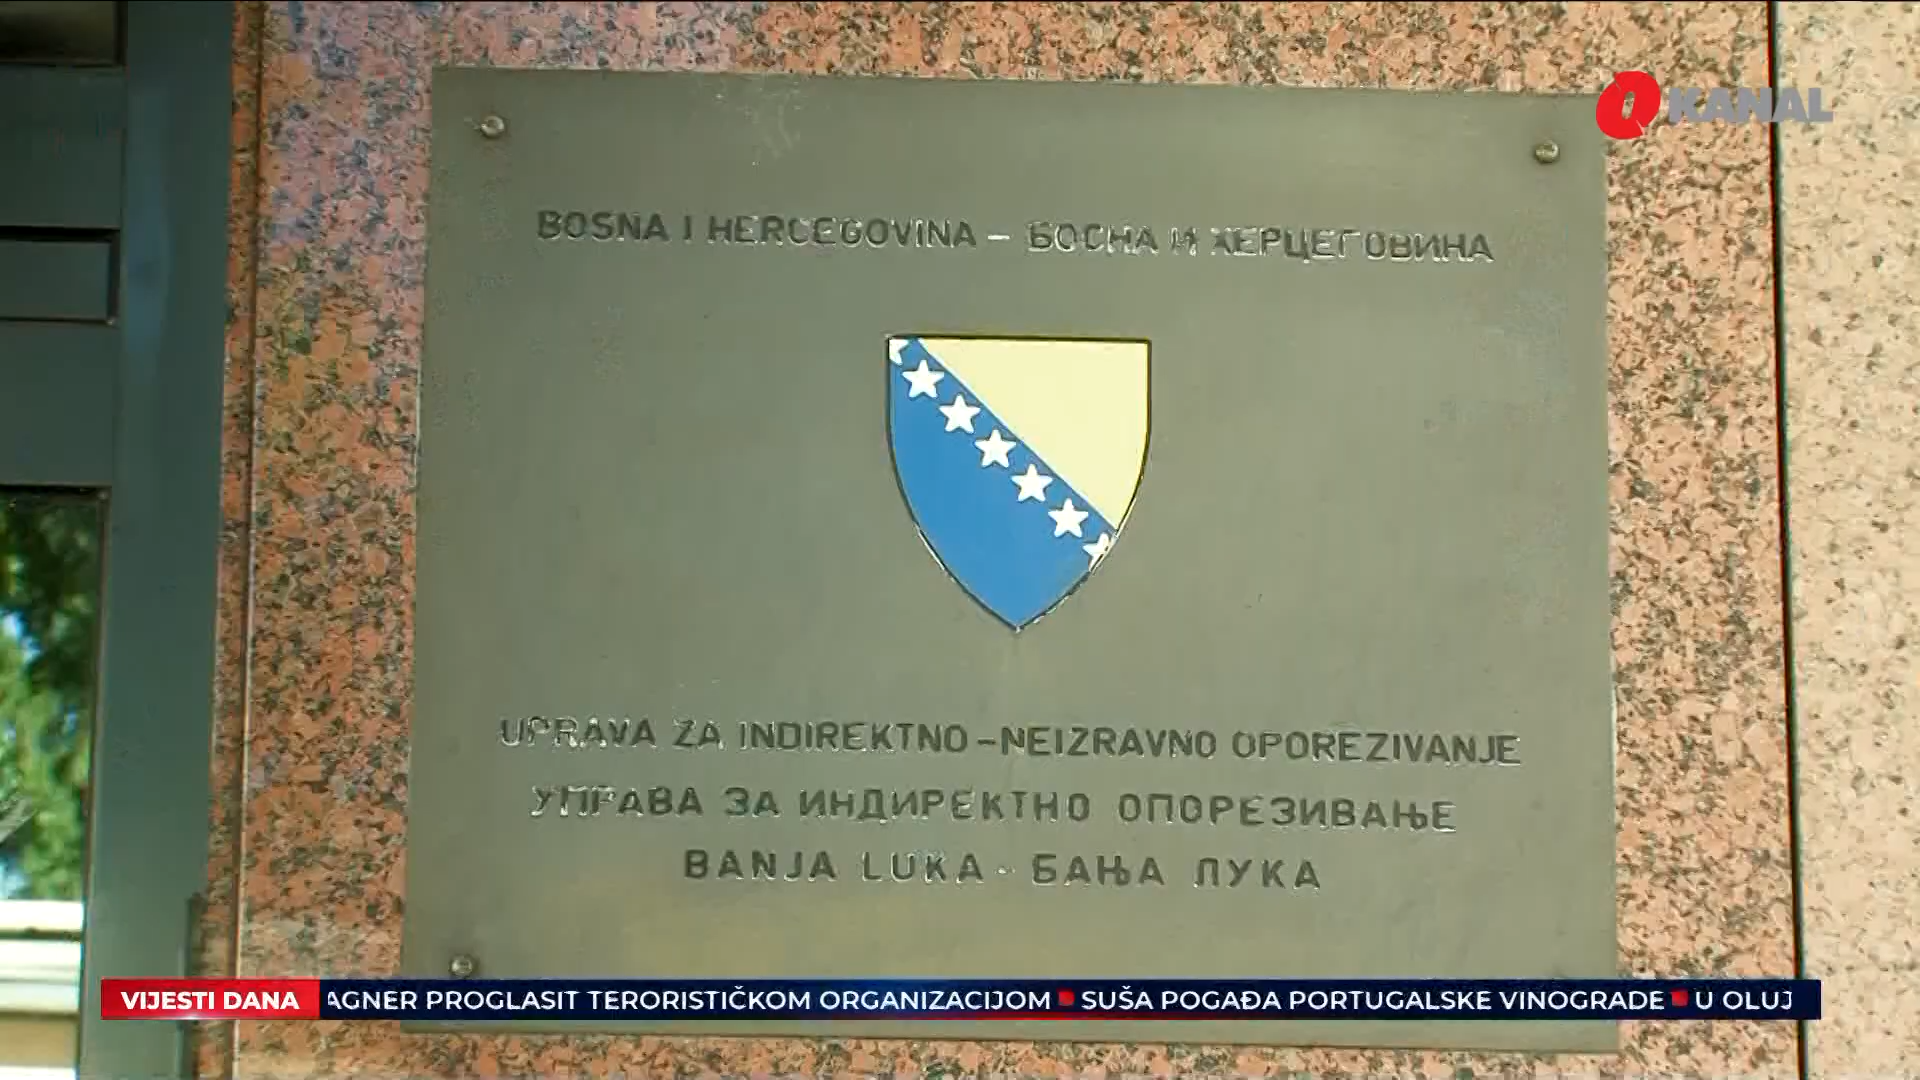 Q KANAL
BOSNA I HERCEGOVINA – БОСНА И ХЕРЦЕГОВИНА
UPRAVA ZA INDIREKTNO – NEIZRAVNO OPOREZIVANJE
УПРАВА ЗА ИНДИРЕКТНО ОПОРЕЗИВАЊЕ
BANJA LUKA - БАЊА ЛУКА
VIJESTI DANA AGNER PROGLASIT TERORISTIČKOM ORGANIZACIJOM ■ SUŠA POGAĐA PORTUGALSKE VINOGRADE ■ U OLUJ